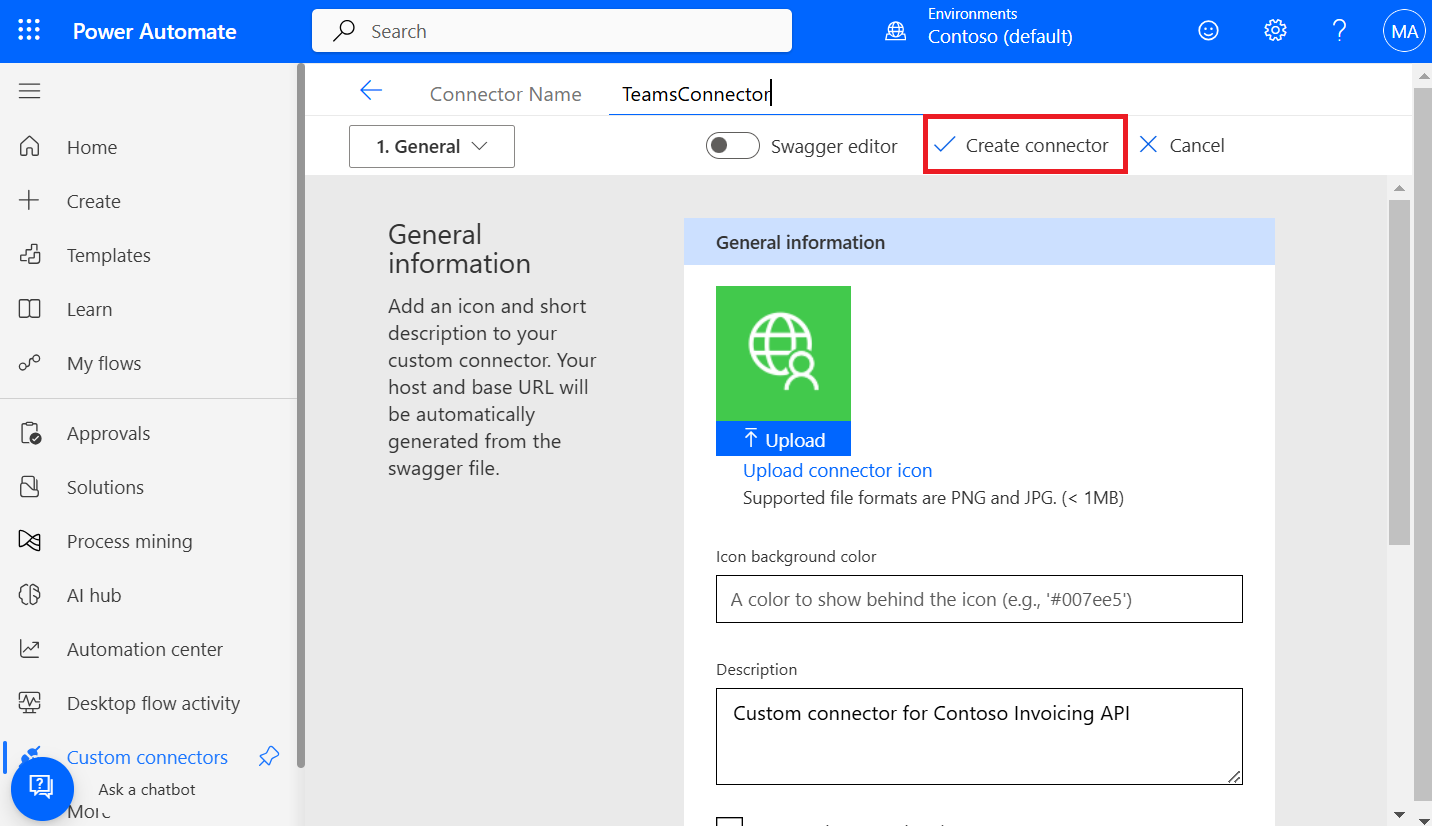 Power Automate
Search
Environments
Contoso (default)
MA
Home
Create
Templates
Learn
My flows
Approvals
Solutions
Process mining
AI hub
Automation center
Desktop flow activity
Custom connectors
Ask a chatbot
More
Connector Name
TeamsConnector
1. General
Swagger editor
Create connector
Cancel
General
information
Add an icon and short
description to your
custom connector. Your
host and base URL will
be automatically
generated from the
swagger file.
General information
Upload
Upload connector icon
Supported file formats are PNG and JPG. (< 1MB)
Icon background color
A color to show behind the icon (e.g., '#007ee5')
Description
Custom connector for Contoso Invoicing API